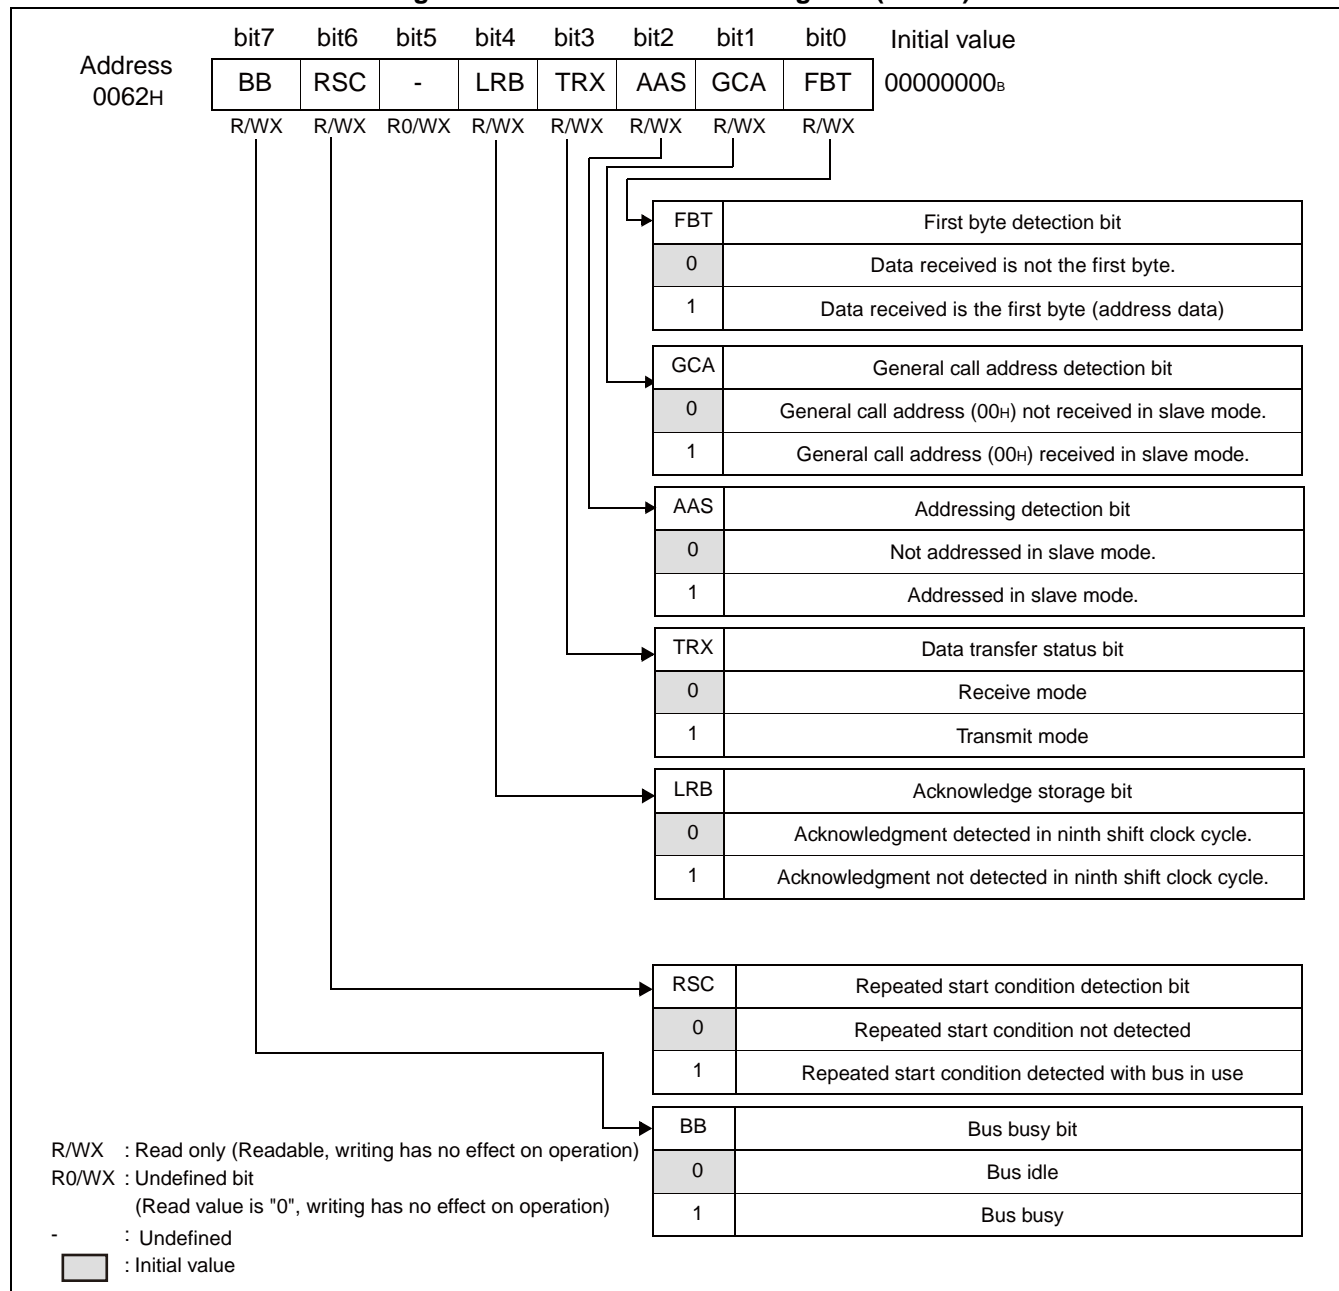 bit7 bit6 bit5 bit4 bit3 bit2 bit1 bit0 Initial value
Address
0062H BB RSC - LRB TRX AAS GCA FBT 00000000B
R/WX R/WX R0/WX R/WX R/WX R/WX R/WX R/WX
FBT First byte detection bit
0 Data received is not the first byte.
1 Data received is the first byte (address data)
GCA General call address detection bit
0 General call address (00H) not received in slave mode.
1 General call address (00H) received in slave mode.
AAS Addressing detection bit
0 Not addressed in slave mode.
1 Addressed in slave mode.
TRX Data transfer status bit
0 Receive mode
1 Transmit mode
LRB Acknowledge storage bit
0 Acknowledgment detected in ninth shift clock cycle.
1 Acknowledgment not detected in ninth shift clock cycle.
RSC Repeated start condition detection bit
0 Repeated start condition not detected
1 Repeated start condition detected with bus in use
BB Bus busy bit
0 Bus idle
1 Bus busy
R/WX : Read only (Readable, writing has no effect on operation)
R0/WX : Undefined bit
(Read value is "0", writing has no effect on operation)
- : Undefined
: Initial value